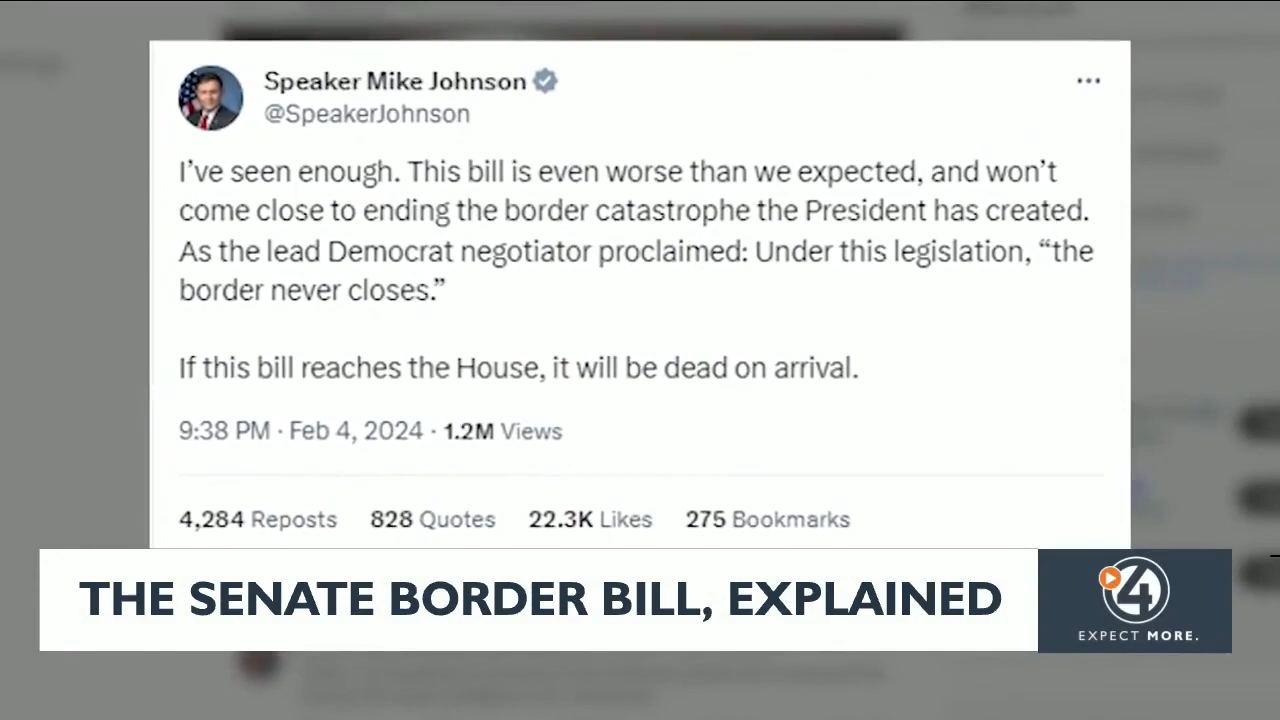 Speaker Mike Johnson
@SpeakerJohnson
I’ve seen enough. This bill is even worse than we expected, and won’t
come close to ending the border catastrophe the President has created.
As the lead Democrat negotiator proclaimed: Under this legislation, “the
border never closes.”
If this bill reaches the House, it will be dead on arrival.
9:38 PM · Feb 4, 2024 · 1.2M Views
4,284 Reposts 828 Quotes 22.3K Likes 275 Bookmarks
THE SENATE BORDER BILL, EXPLAINED
4
EXPECT MORE.